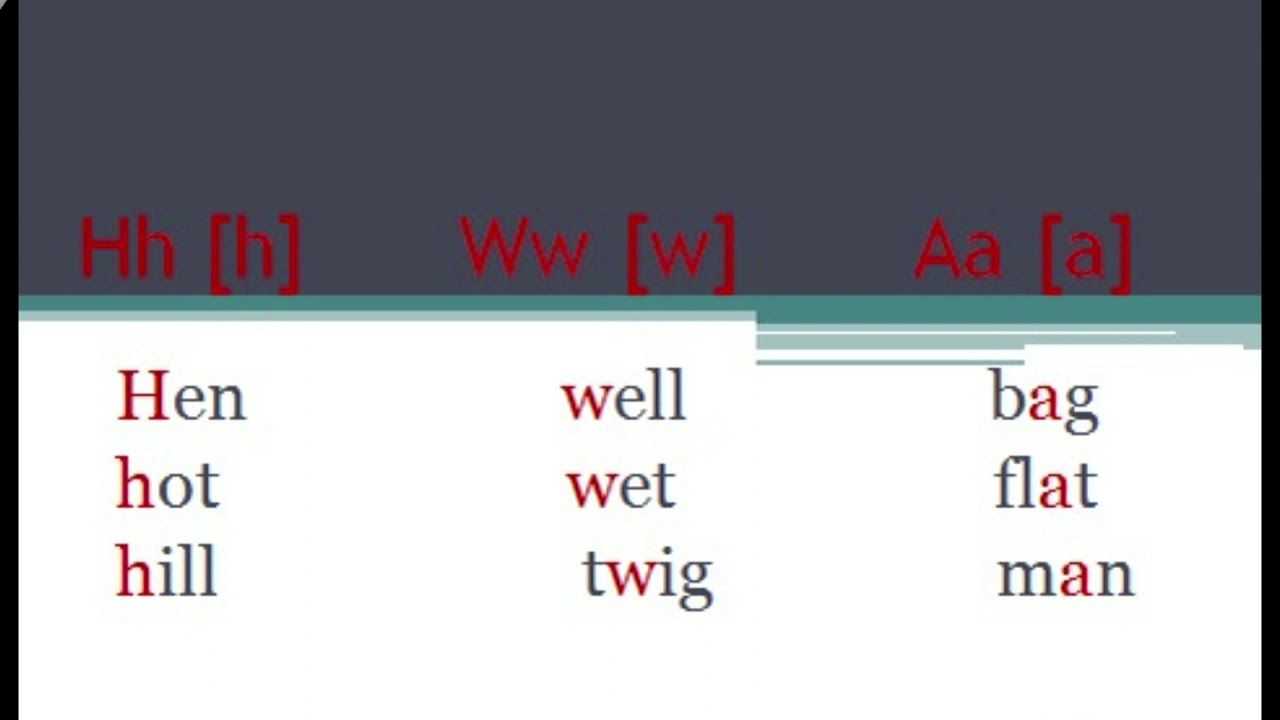 Hh [h] Ww [w] Aa [a]
Hen well bag
hot wet flat
hill twig man